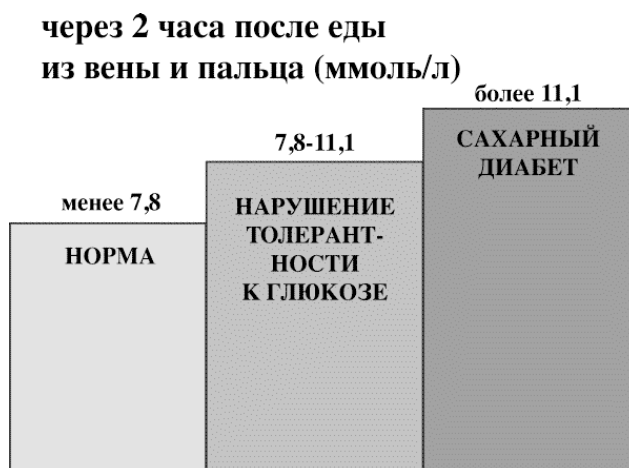 через 2 часа после еды
из вены и пальца (ммоль/л)
менее 7,8
НОРМА
7,8-11,1
НАРУШЕНИЕ
ТОЛЕРАНТ-
НОСТИ
К ГЛЮКОЗЕ
более 11,1
САХАРНЫЙ
ДИАБЕТ